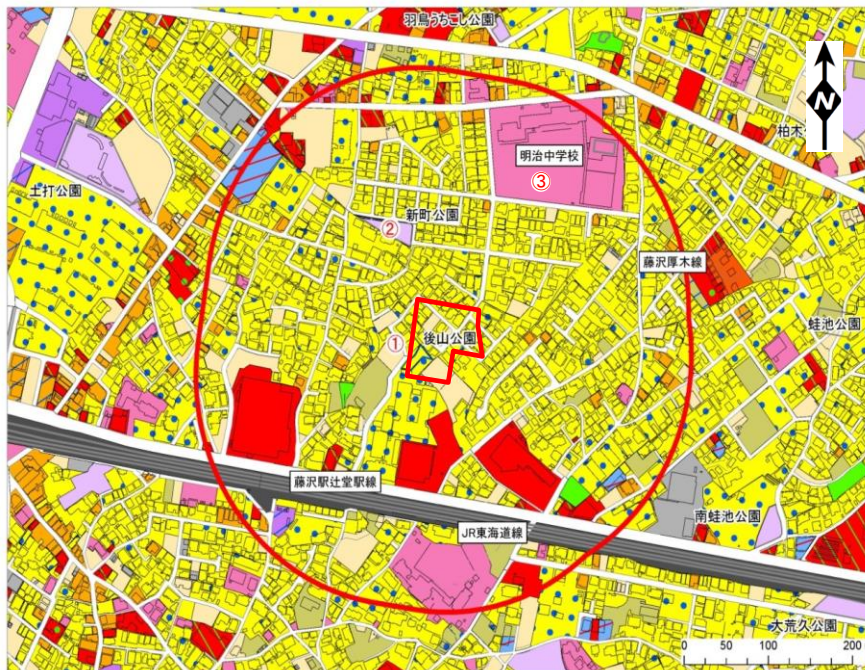 羽鳥うちこし公園
N
柏木公
明治中学校
土打公園
③
新町公園
②
藤沢厚木線
蛙池公園
①
後山公園
藤沢駅辻堂駅線
南蛙池公園
JR東海道線
大荒久公園
0 50 100 200